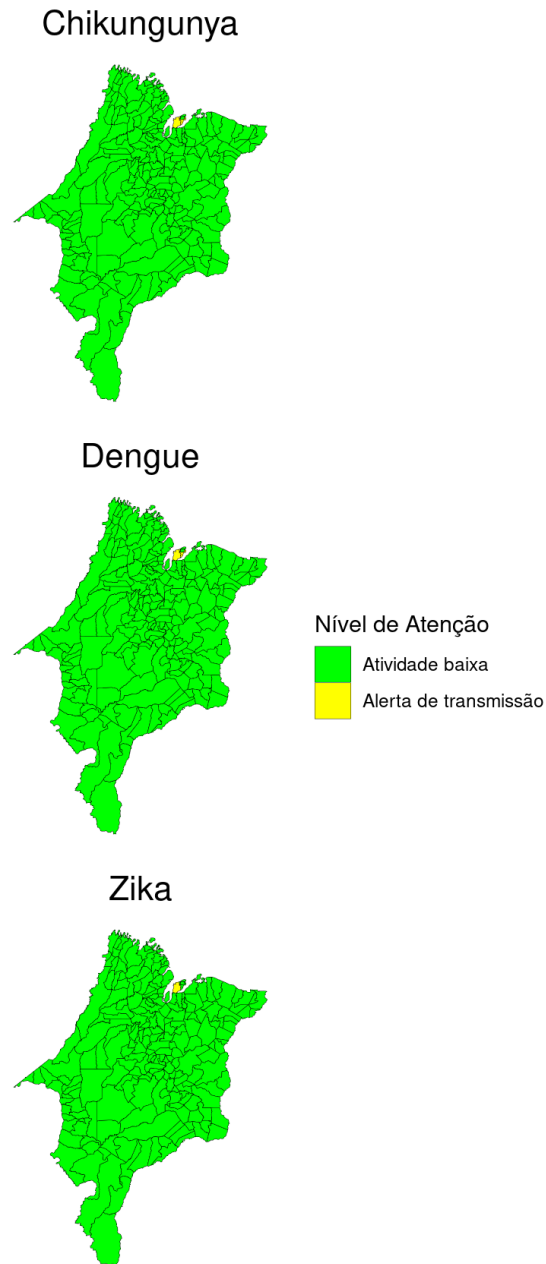 Chikungunya
Dengue
Nível de Atenção
Atividade baixa
Alerta de transmissão
Zika